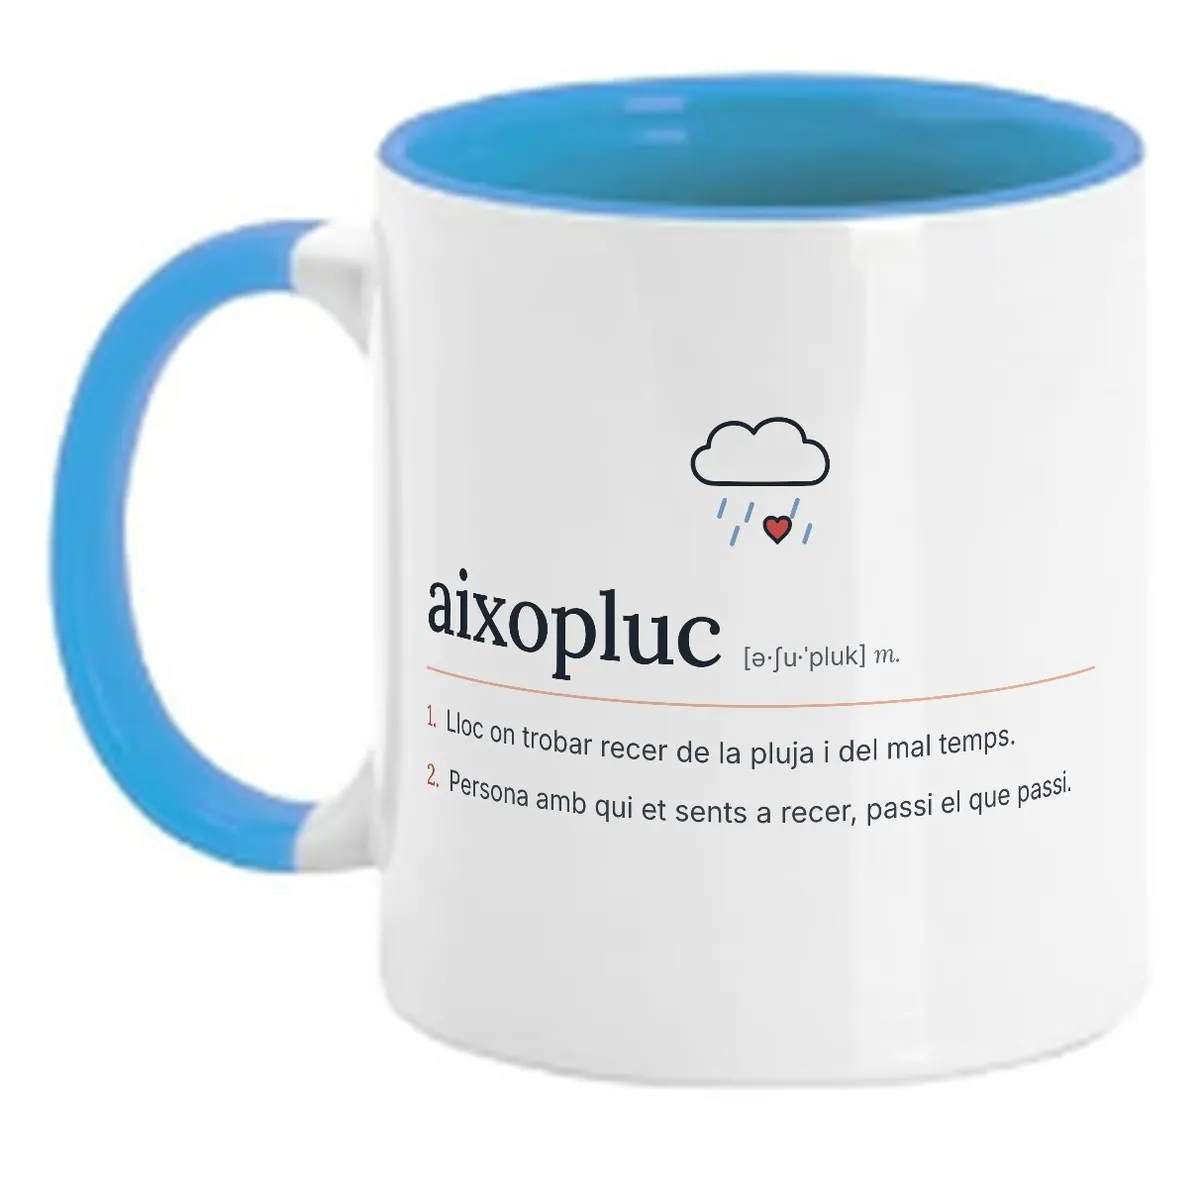 aixopluc [ə·ʃu·ˈpluk] m.
1. Lloc on trobar recer de la pluja i del mal temps.
2. Persona amb qui et sents a recer, passi el que passi.